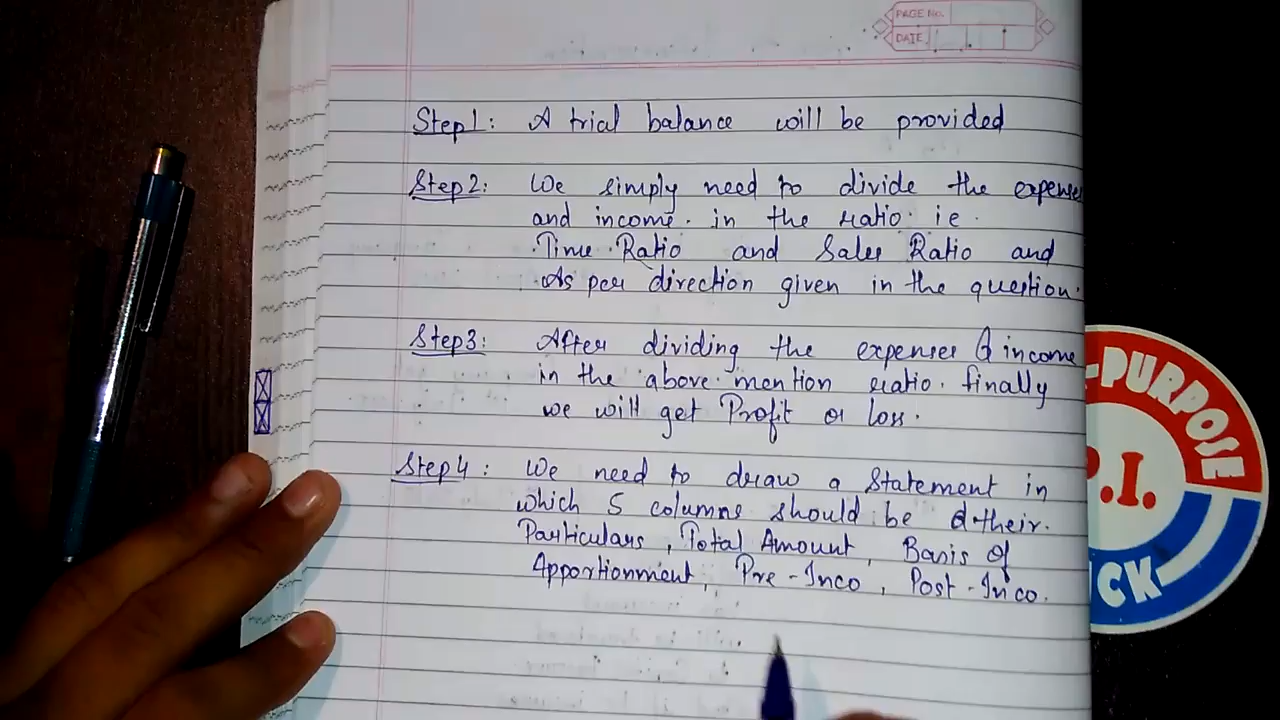 PAGE No.
DATE
Step1: A trial balance will be provided
Step2: We simply need to divide the expenses
and income. in the ratio. ie.
Time Ratio and Sales Ratio and
As per direction given in the question.
Step3: After dividing the expenses & income
in the above mention ratio. finally
we will get Profit or loss.
Step4: We need to draw a Statement in
which 5 columns should be their.
Particulars, Total Amount, Basis of
Apportionment, Pre-Inco, Post-Inco.
-PURPOSE
P.I.
CK